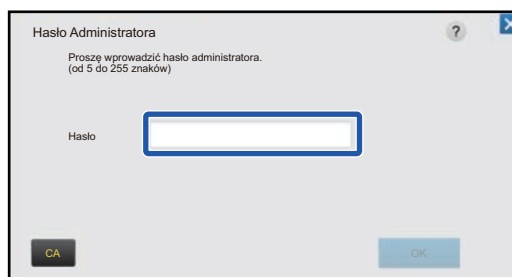 Hasło Administratora
?
Proszę wprowadzić hasło administratora.
(od 5 do 255 znaków)
Hasło
CA
OK